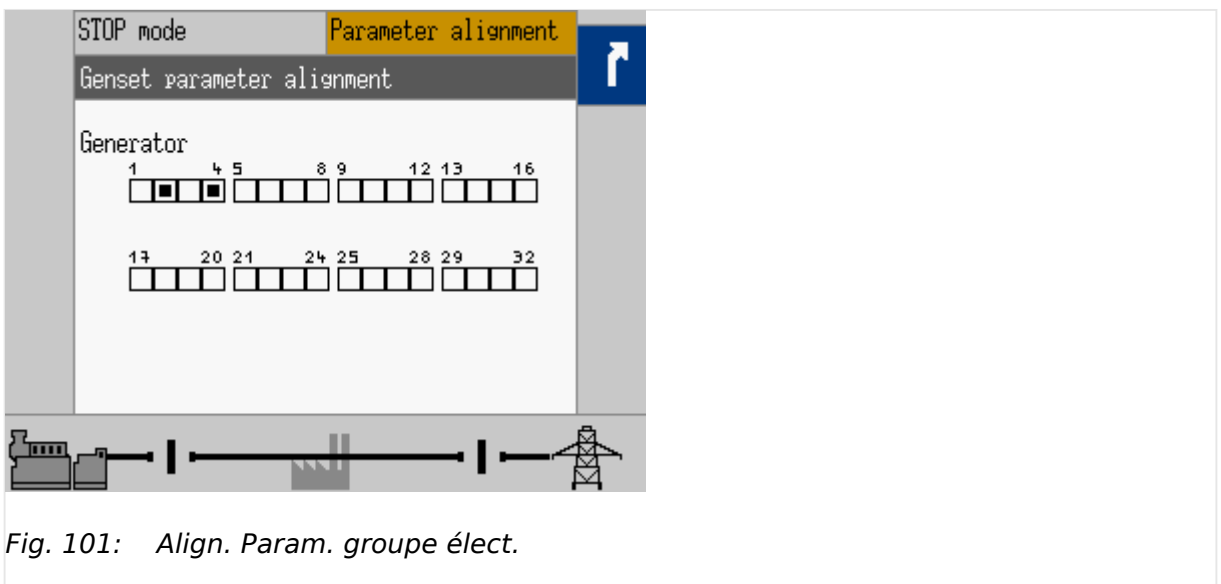 STOP mode Parameter alignment
Genset parameter alignment
Generator
1 4 5 8 9 12 13 16
17 20 21 24 25 28 29 32
Fig. 101: Align. Param. groupe élect.